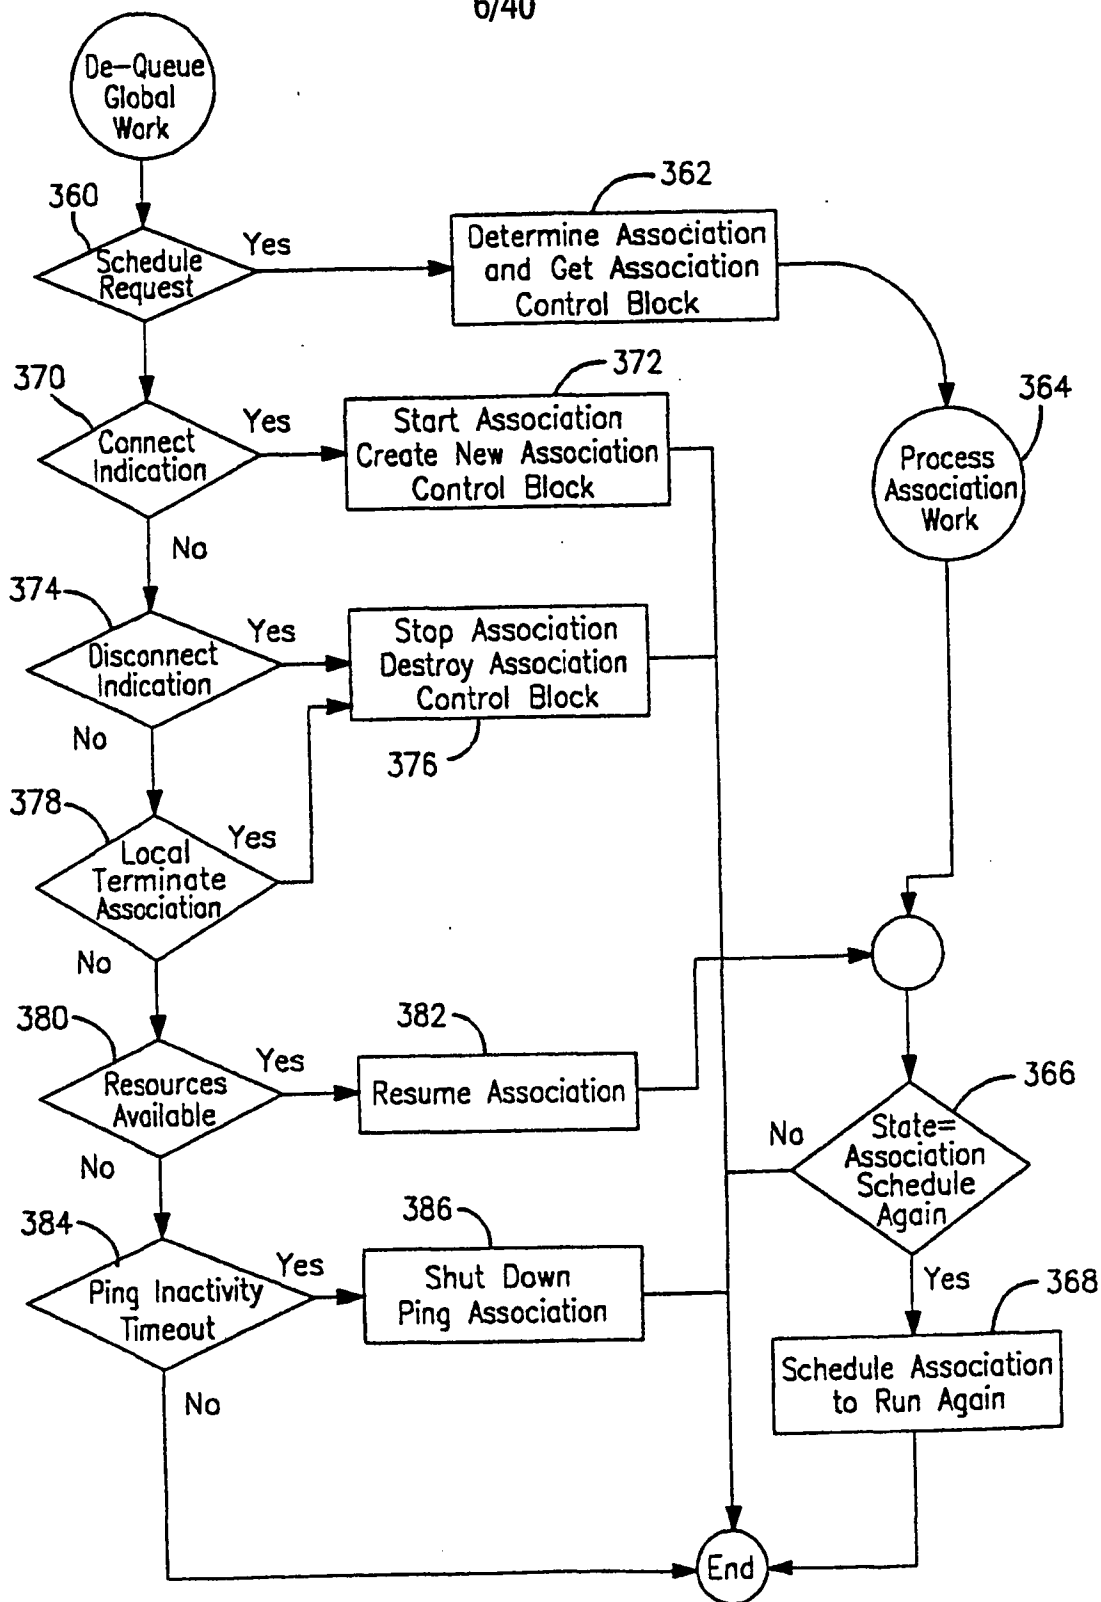 6/40
De-Queue
Global
Work
360
Schedule
Request
Yes
362
Determine Association
and Get Association
Control Block
370
Connect
Indication
Yes
372
Start Association
Create New Association
Control Block
364
Process
Association
Work
No
374
Disconnect
Indication
Yes
Stop Association
Destroy Association
Control Block
376
No
378
Local
Terminate
Association
Yes
No
380
Resources
Available
Yes
382
Resume Association
366
State=
Association
Schedule
Again
No
Yes
No
384
Ping Inactivity
Timeout
Yes
386
Shut Down
Ping Association
368
Schedule Association
to Run Again
No
End